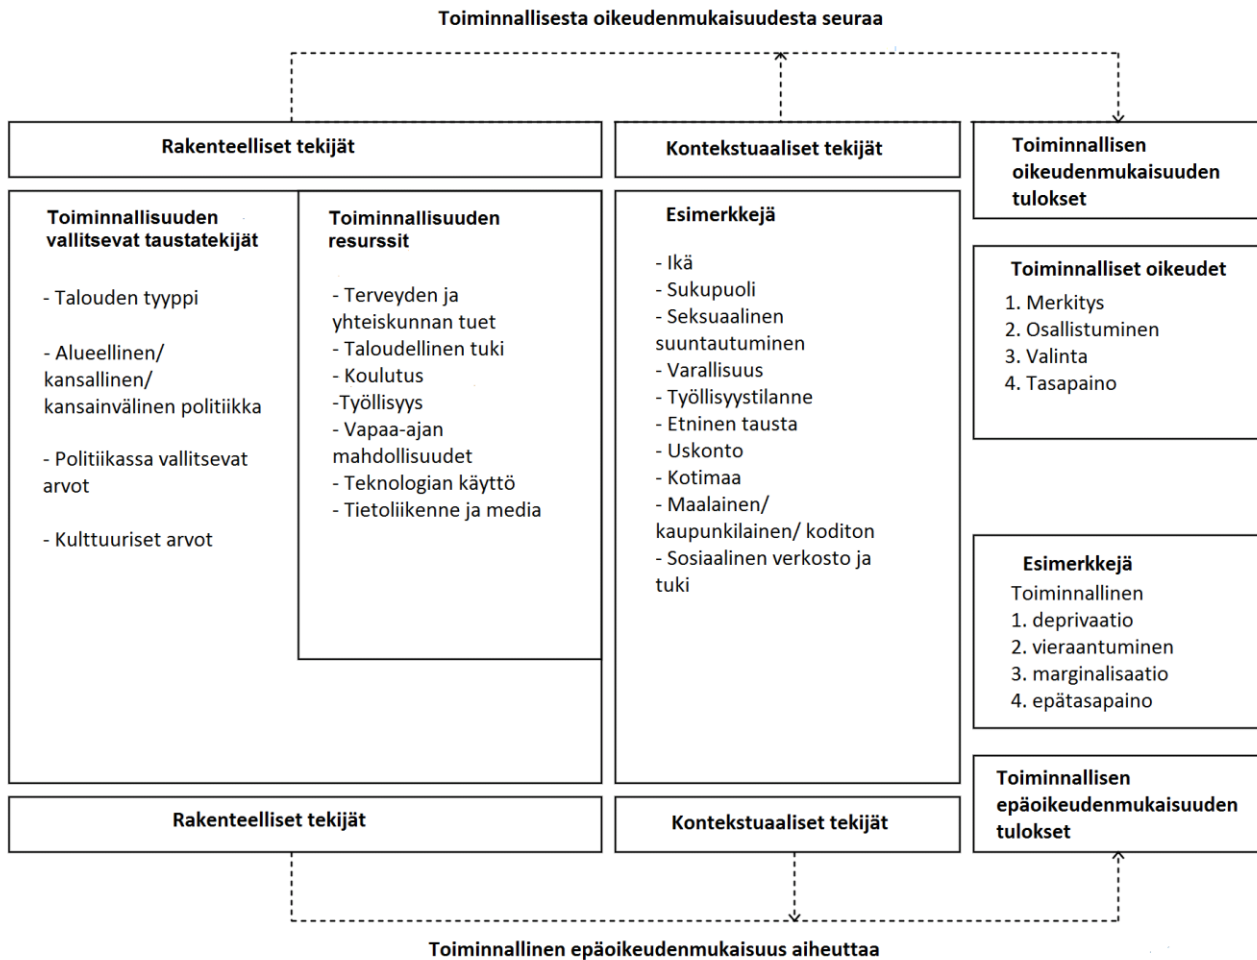 Toiminnallisesta oikeudenmukaisuudesta seuraa
Rakenteelliset tekijät
Kontekstuaaliset tekijät
Toiminnallisen
oikeudenmukaisuuden
tulokset
Toiminnallisuuden
vallitsevat taustatekijät
- Talouden tyyppi
- Alueellinen/
kansallinen/
kansainvälinen politiikka
- Politiikassa vallitsevat
arvot
- Kulttuuriset arvot
Toiminnallisuuden
resurssit
- Terveyden ja
yhteiskunnan tuet
- Taloudellinen tuki
- Koulutus
-Työllisyys
- Vapaa-ajan
mahdollisuudet
- Teknologian käyttö
- Tietoliikenne ja media
Esimerkkejä
- Ikä
- Sukupuoli
- Seksuaalinen
suuntautuminen
- Varallisuus
- Työllisyystilanne
- Etninen tausta
- Uskonto
- Kotimaa
- Maalainen/
kaupunkilainen/ koditon
- Sosiaalinen verkosto ja
tuki
Toiminnalliset oikeudet
1. Merkitys
2. Osallistuminen
3. Valinta
4. Tasapaino
Esimerkkejä
Toiminnallinen
1. deprivaatio
2. vieraantuminen
3. marginalisaatio
4. epätasapaino
Rakenteelliset tekijät
Kontekstuaaliset tekijät
Toiminnallisen
epäoikeudenmukaisuuden
tulokset
Toiminnallinen epäoikeudenmukaisuus aiheuttaa